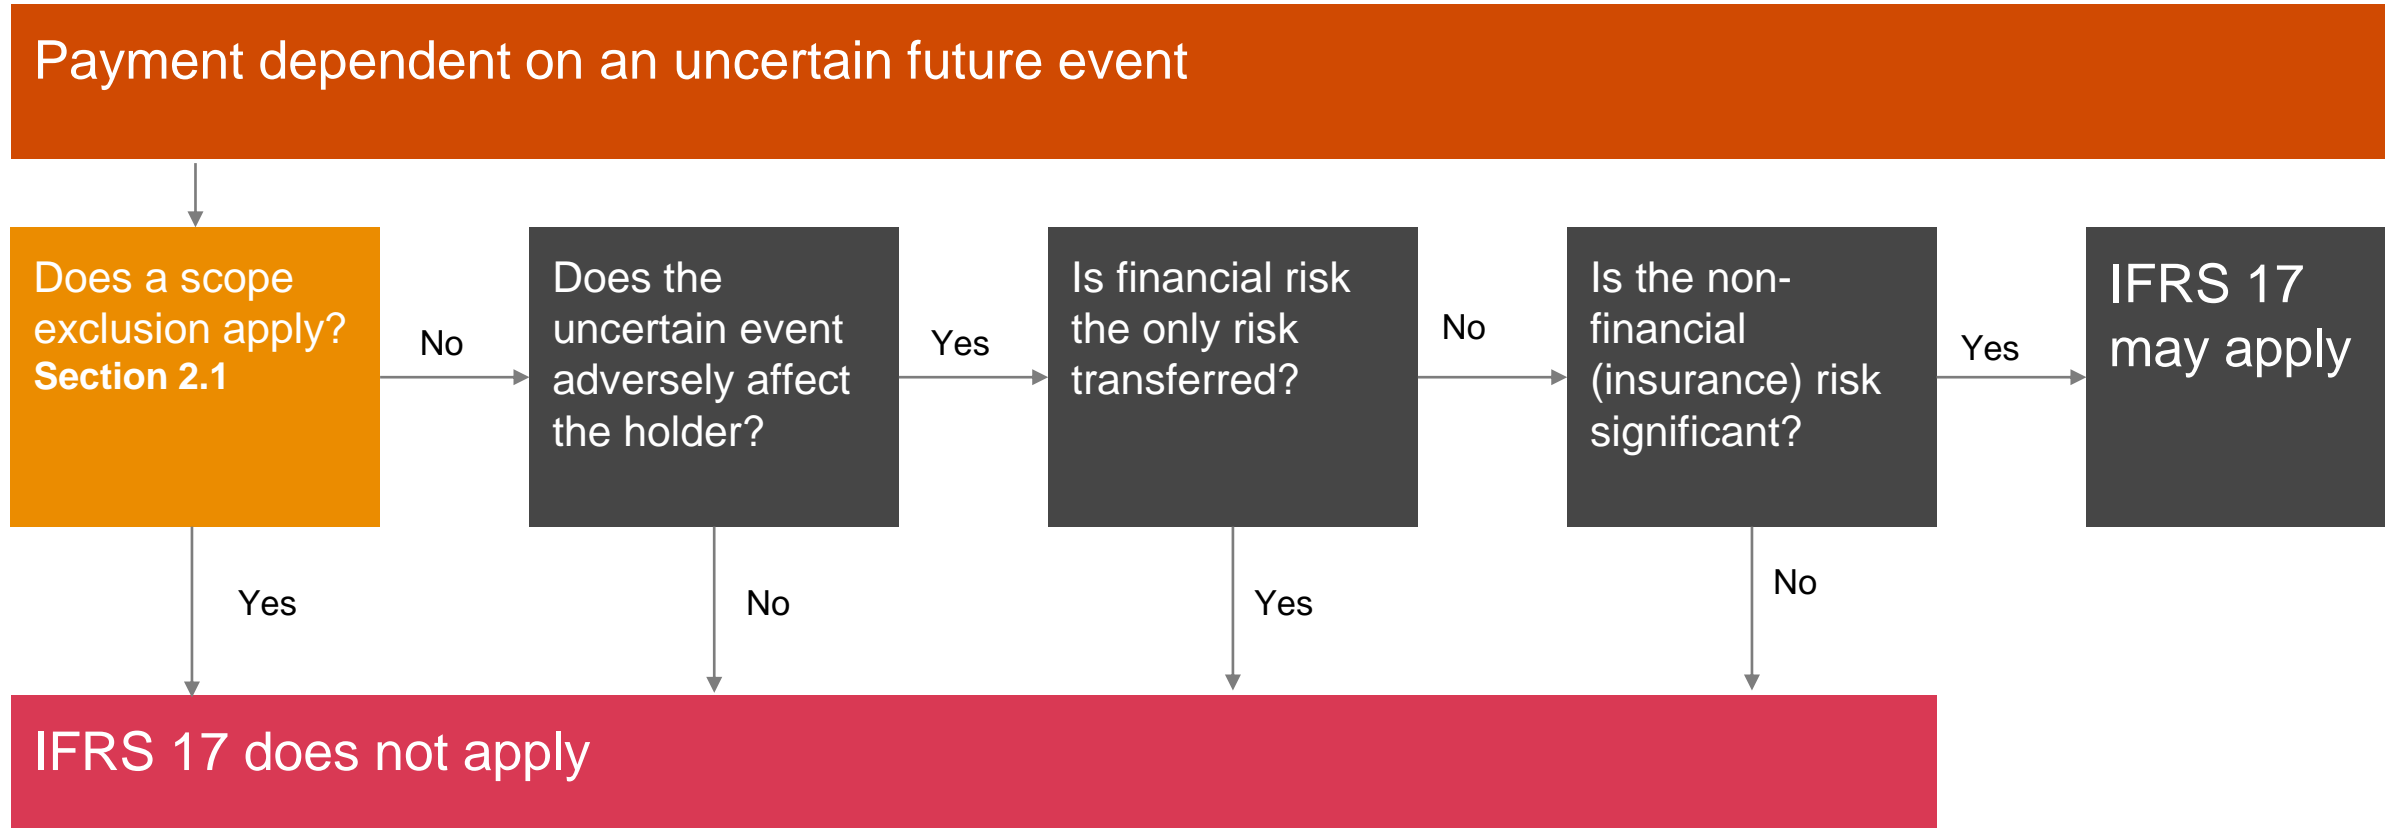 Payment dependent on an uncertain future event
Does a scope
exclusion apply?
Section 2.1
No
Does the
uncertain event
adversely affect
the holder?
Yes
Is financial risk
the only risk
transferred?
No
Is the non-
financial
(insurance) risk
significant?
Yes
IFRS 17
may apply
Yes
No
Yes
No
IFRS 17 does not apply